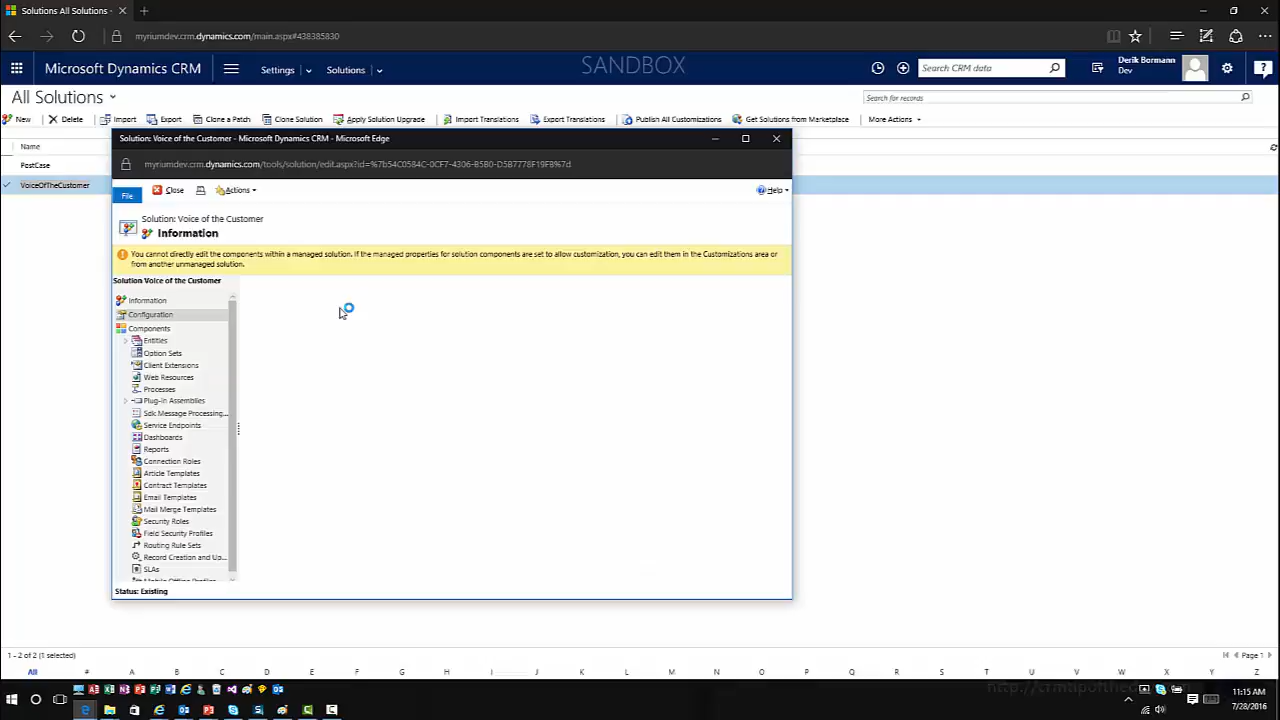 Solutions All Solutions -
myriumdev.crm.dynamics.com/main.aspx#438385830
Microsoft Dynamics CRM
Settings
Solutions
SANDBOX
Search CRM data
Derik Bormann
Dev
All Solutions
Search for records
New
Delete
Import
Export
Clone a Patch
Clone Solution
Apply Solution Upgrade
Import Translations
Export Translations
Publish All Customizations
Get Solutions from Marketplace
More Actions
Name
PostCase
VoiceOfTheCustomer
Solution: Voice of the Customer - Microsoft Dynamics CRM - Microsoft Edge
File
Close
Actions
Help
Solution: Voice of the Customer
Information
You cannot directly edit the components within a managed solution. If the managed properties for solution components are set to allow customization, you can edit them in the Customizations area or
from another unmanaged solution.
Solution Voice of the Customer
Information
Configuration
Components
Entities
Option Sets
Client Extensions
Web Resources
Processes
Plug-in Assemblies
Sdk Message Processing...
Service Endpoints
Dashboards
Reports
Connection Roles
Article Templates
Contract Templates
Email Templates
Mail Merge Templates
Security Roles
Field Security Profiles
Routing Rule Sets
Record Creation and Up...
SLAs
Mobile Offline Profiles
Status: Existing
1 - 2 of 2 (1 selected)
Page 1
All # A B C D E F G H I J K L M N O P Q R S T U V W X Y Z
11:15 AM
7/28/2016